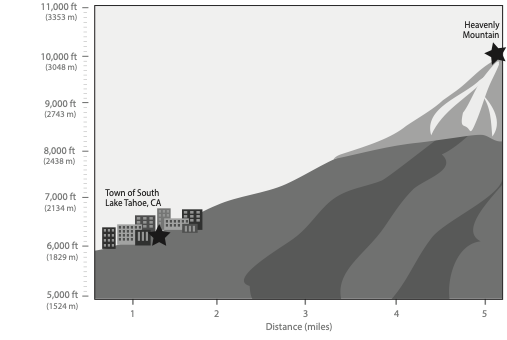 11,000 ft
(3353 m)
Heavenly
Mountain
10,000 ft
(3048 m)
9,000 ft
(2743 m)
8,000 ft
(2438 m)
Town of South
Lake Tahoe, CA
7,000 ft
(2134 m)
6,000 ft
(1829 m)
5,000 ft
(1524 m)
1
2
3
4
5
Distance (miles)